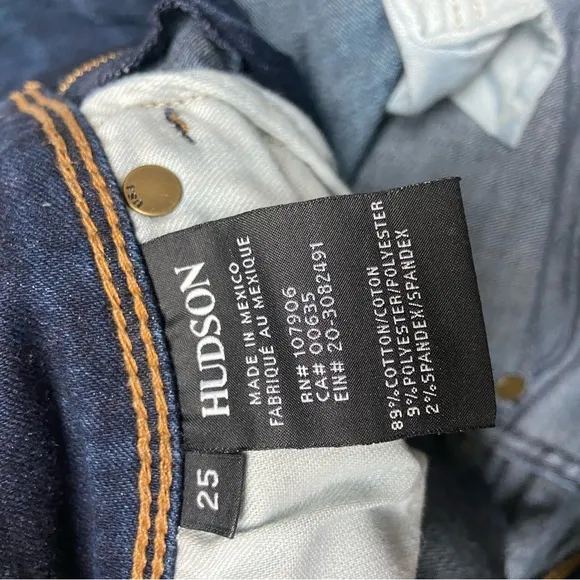 HUDSON
MADE IN MEXICO
FABRIQUÉ AU MEXIQUE
RN# 107906
CA# 00635
EIN# 20-3082491
89%COTTON/COTON
9%POLYESTER/POLYESTER
2%SPANDEX/SPANDEX
25